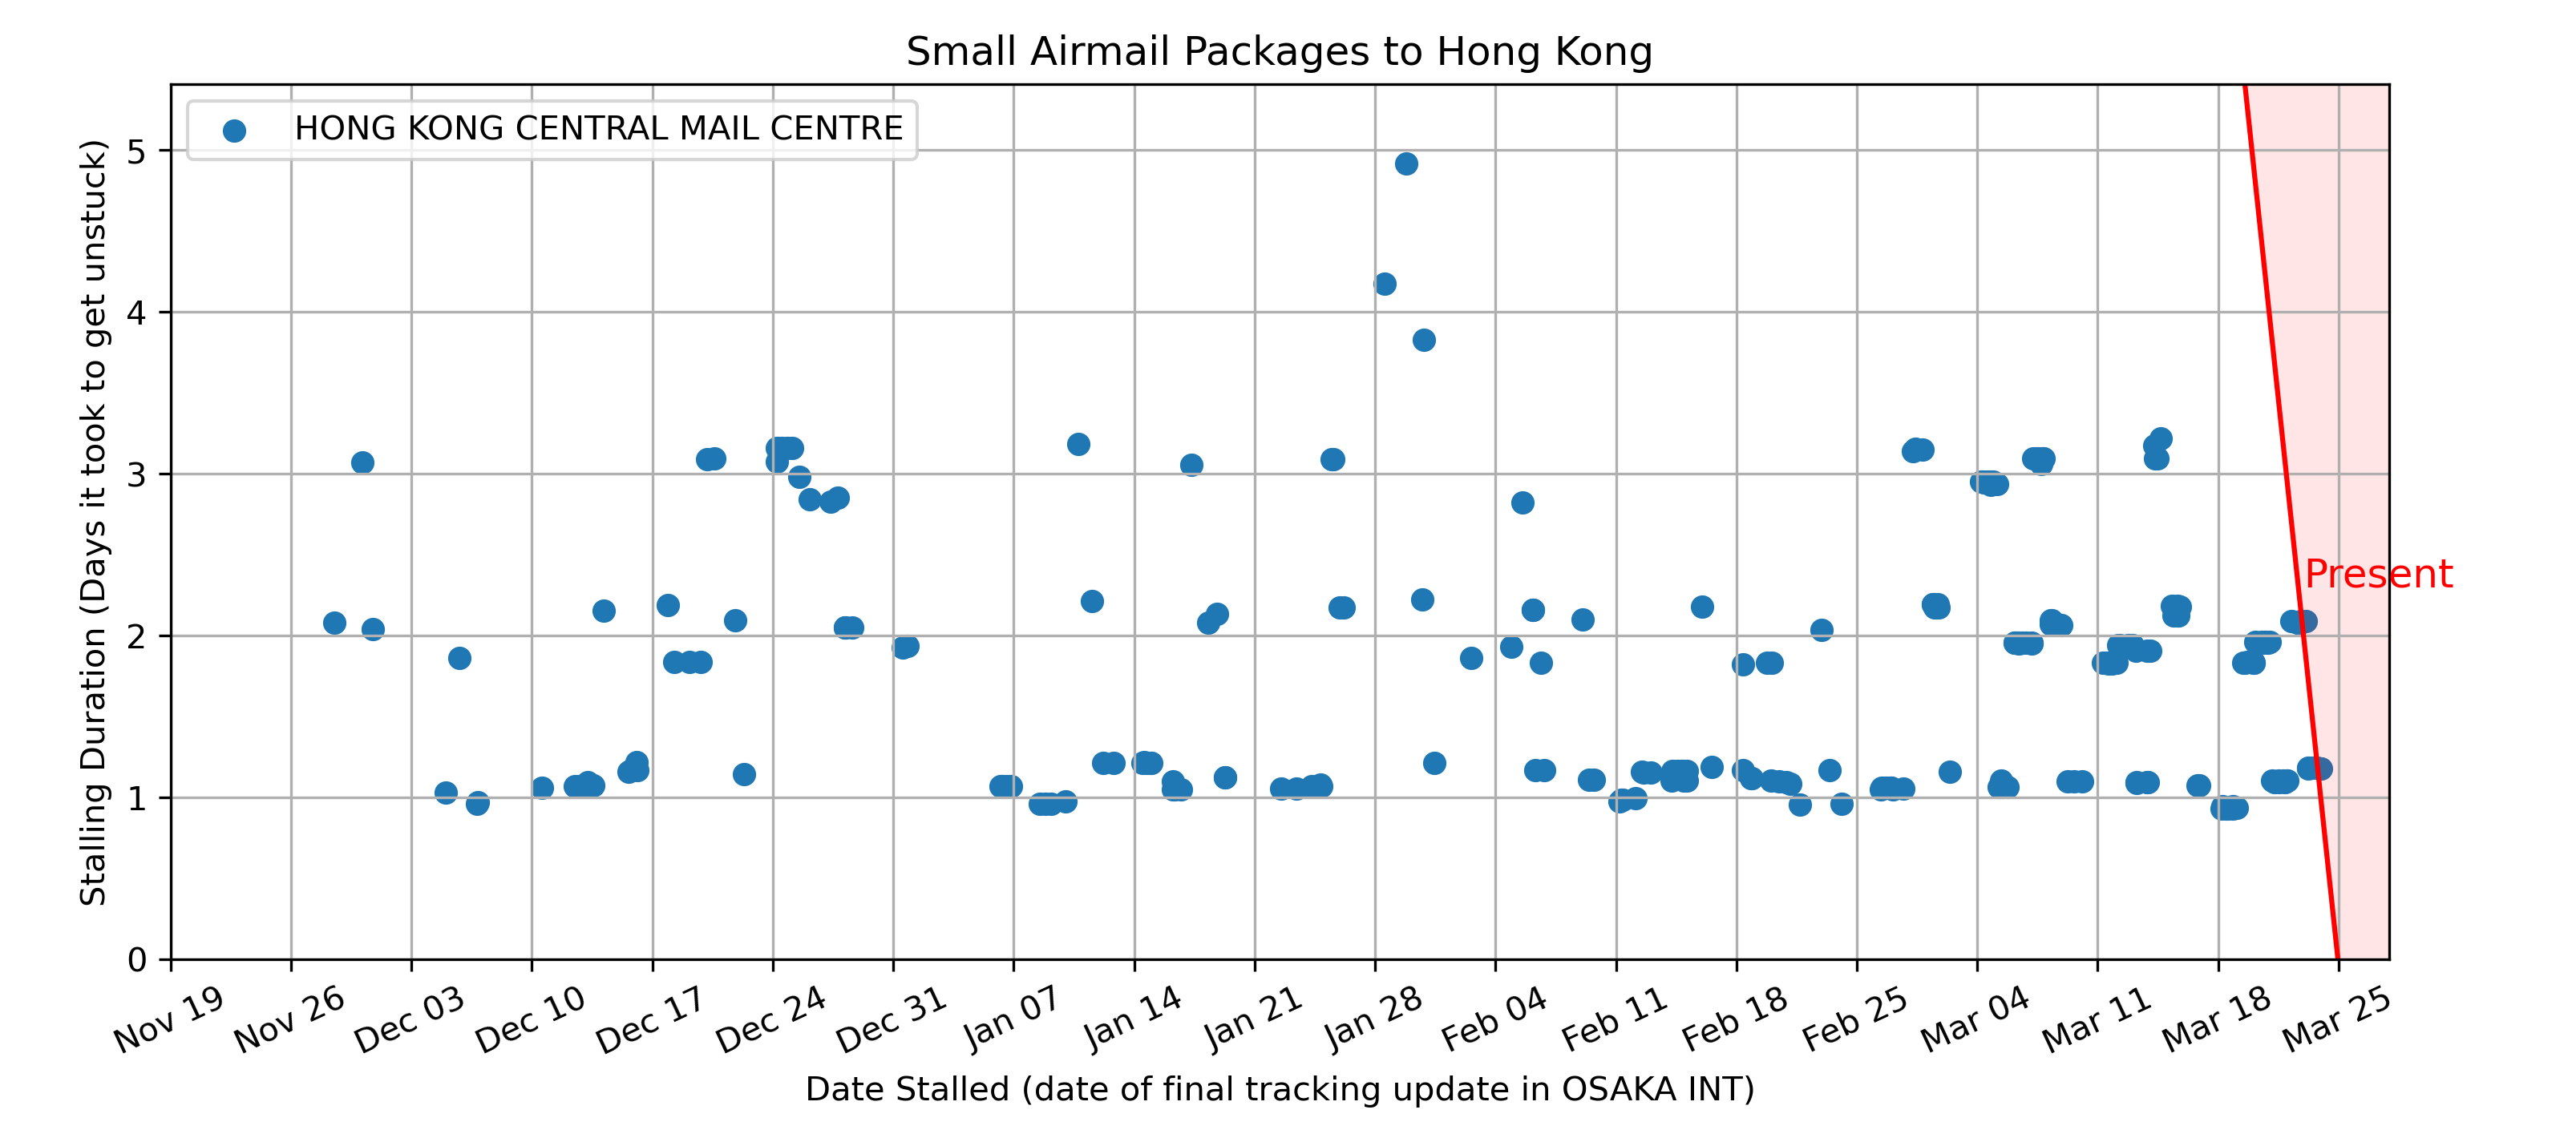 Small Airmail Packages to Hong Kong
HONG KONG CENTRAL MAIL CENTRE
Stalling Duration (Days it took to get unstuck)
5
4
3
2
1
0
Present
Nov 19 Nov 26 Dec 03 Dec 10 Dec 17 Dec 24 Dec 31 Jan 07 Jan 14 Jan 21 Jan 28 Feb 04 Feb 11 Feb 18 Feb 25 Mar 04 Mar 11 Mar 18 Mar 25
Date Stalled (date of final tracking update in OSAKA INT)